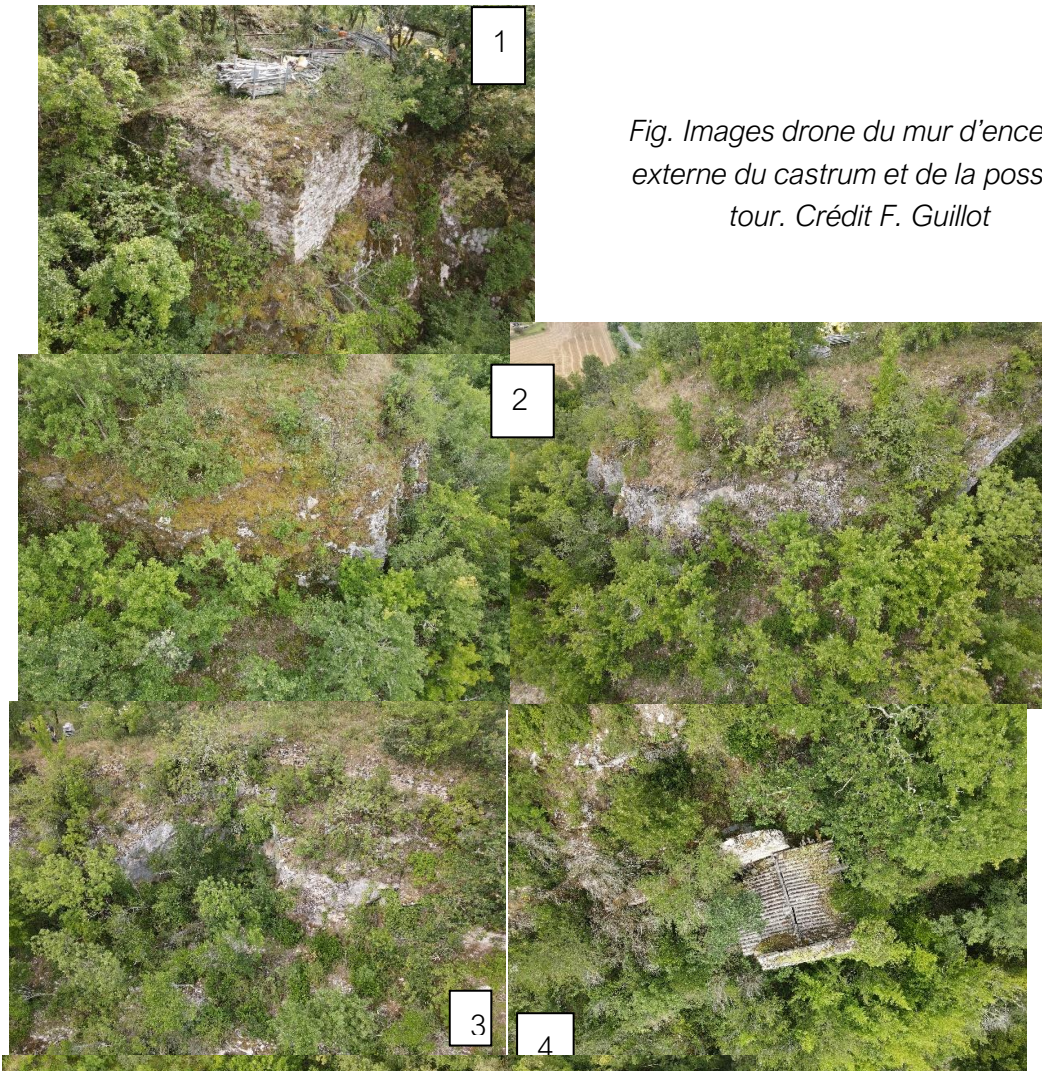 1
Fig. Images drone du mur d'ence
externe du castrum et de la poss
tour. Crédit F. Guillot
2
3
4